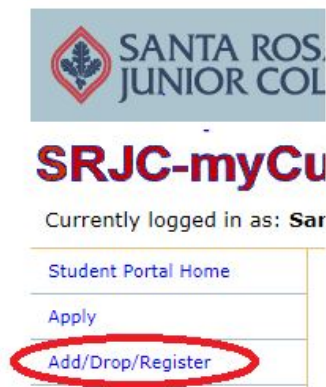 SANTA ROS
JUNIOR COL
SRJC-myCu
Currently logged in as: Sar
Student Portal Home
Apply
Add/Drop/Register